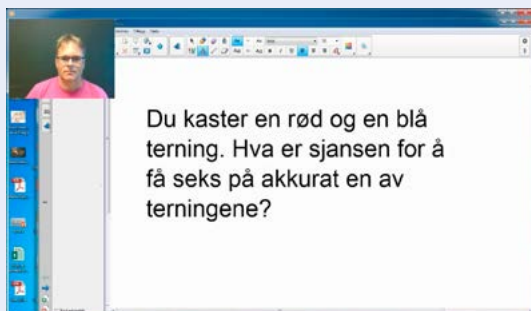 Du kaster en rød og en blå
terning. Hva er sjansen for å
få seks på akkurat en av
terningene?